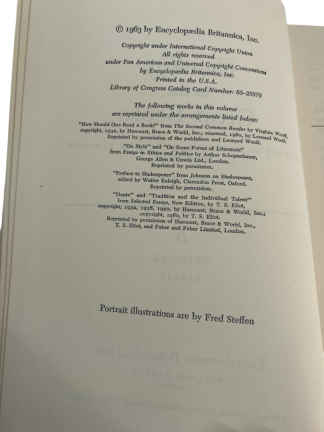 © 1963 by Encyclopædia Britannica, Inc.
Copyright under International Copyright Union
All rights reserved
under Pan American and Universal Copyright Conventions
by Encyclopædia Britannica, Inc.
Printed in the U.S.A.
Library of Congress Catalog Card Number:
The following works in this volume
are reprinted under the arrangements listed below:
"How Should One Read a Book?" from The Second Common Reader by Virginia Woolf,
copyright, 1932, by Harcourt, Brace & World, Inc.; renewed, 1960, by Leonard Woolf.
Reprinted by permission of the publishers and Leonard Woolf.
"On Style" and "On Some Forms of Literature"
from Essays in Ethics and Politics by Arthur Schopenhauer,
George Allen & Unwin Ltd., London.
Reprinted by permission.
"Preface to Shakespeare" from Johnson on Shakespeare,
edited by Walter Raleigh, Clarendon Press, Oxford.
Reprinted by permission.
"Dante" and "Tradition and the Individual Talent"
from Selected Essays, New Edition, by T. S. Eliot,
copyright, 1932, 1936, 1950, by Harcourt, Brace & World, Inc.;
copyright, 1960, by T. S. Eliot.
Reprinted by permission of Harcourt, Brace & World, Inc.,
T. S. Eliot, and Faber and Faber Limited, London.
Portrait illustrations are by Fred Steffen